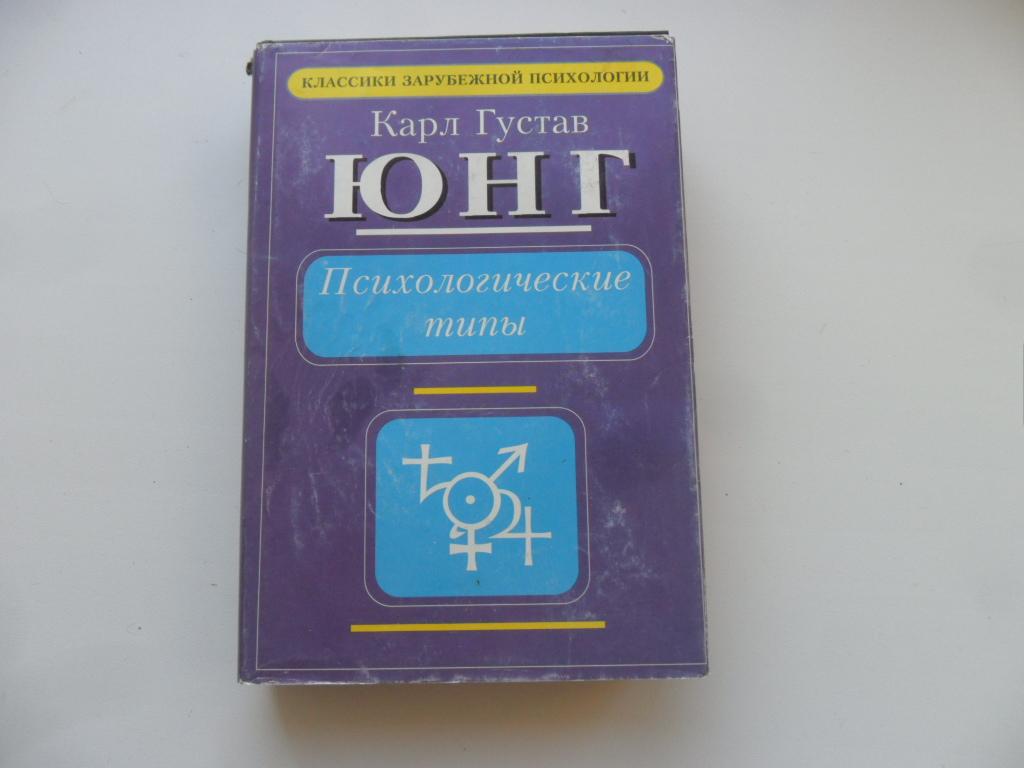 КЛАССИКИ ЗАРУБЕЖНОЙ ПСИХОЛОГИИ
Карл Густав
ЮНГ
Психологические
типы